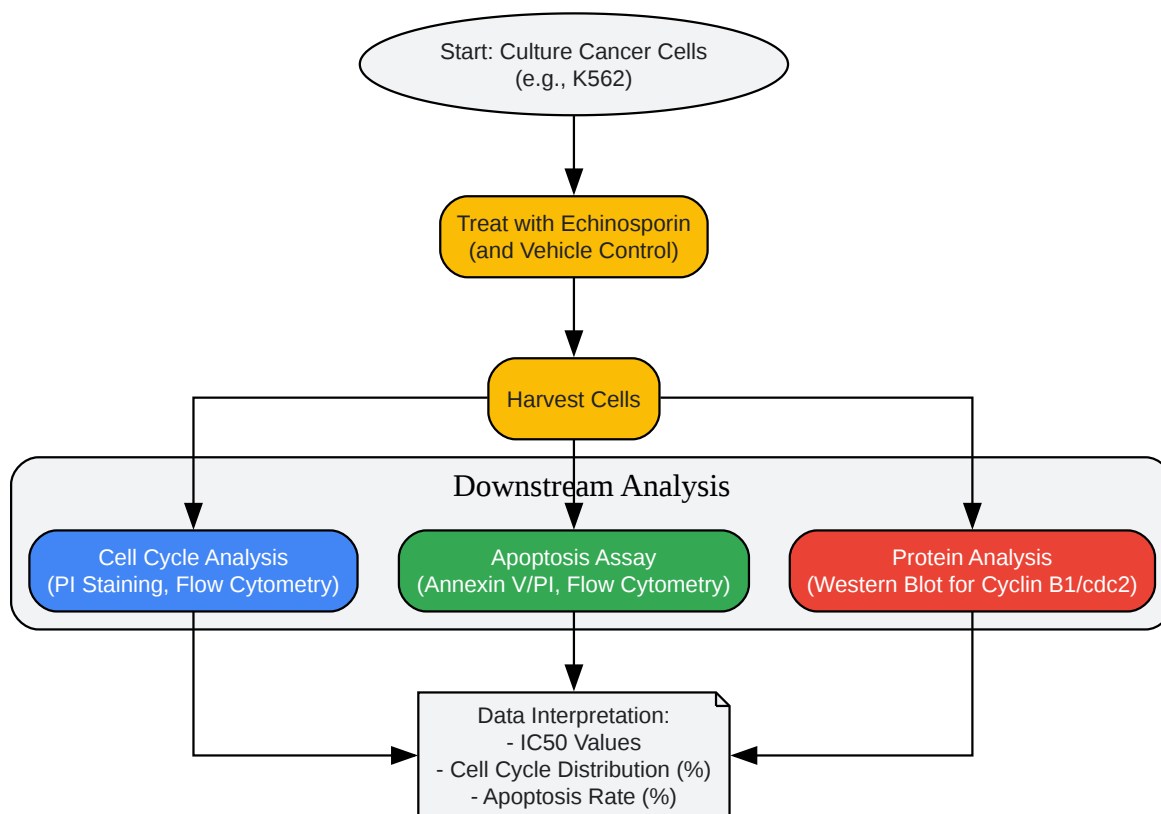 Start: Culture Cancer Cells
(e.g., K562)
Treat with Echinosporin
(and Vehicle Control)
Harvest Cells
Downstream Analysis
Cell Cycle Analysis
(PI Staining, Flow Cytometry)
Apoptosis Assay
(Annexin V/PI, Flow Cytometry)
Protein Analysis
(Western Blot for Cyclin B1/cdc2)
Data Interpretation:
- IC50 Values
- Cell Cycle Distribution (%)
- Apoptosis Rate (%)